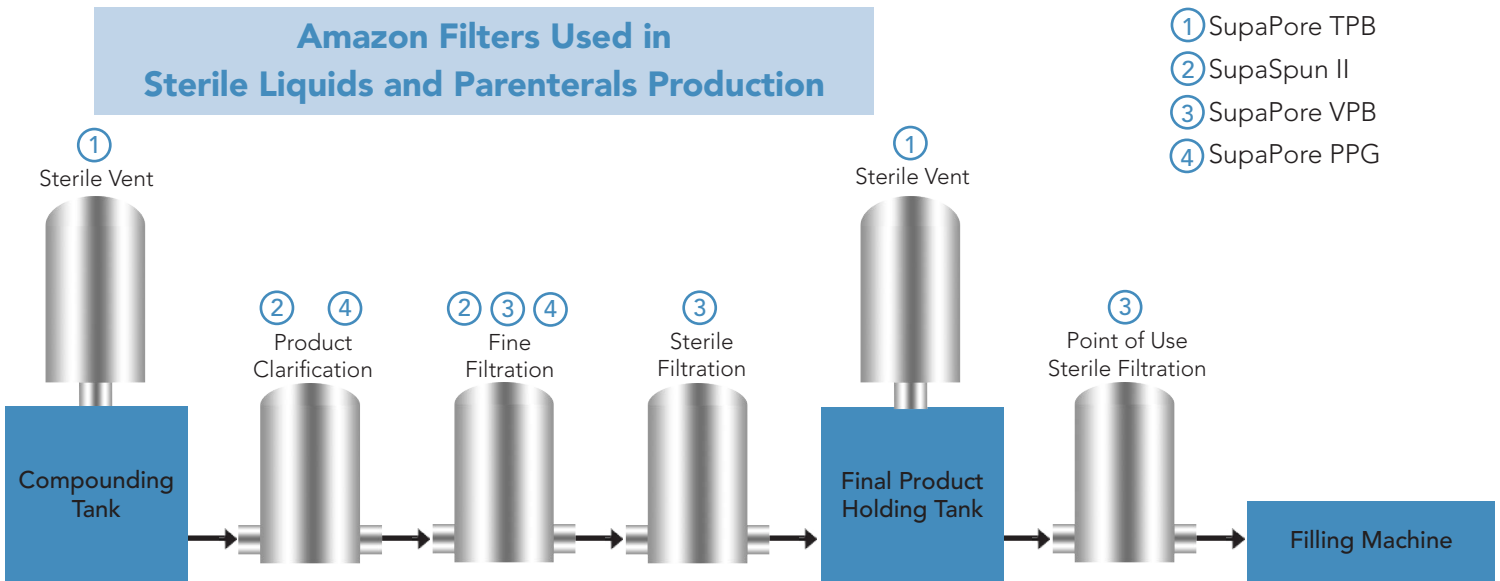 Amazon Filters Used in
Sterile Liquids and Parenterals Production
1 SupaPore TPB
2 SupaSpun II
3 SupaPore VPB
4 SupaPore PPG
1
Sterile Vent
1
Sterile Vent
2 4
Product
Clarification
2 3 4
Fine
Filtration
3
Sterile
Filtration
3
Point of Use
Sterile Filtration
Compounding
Tank
Final Product
Holding Tank
Filling Machine